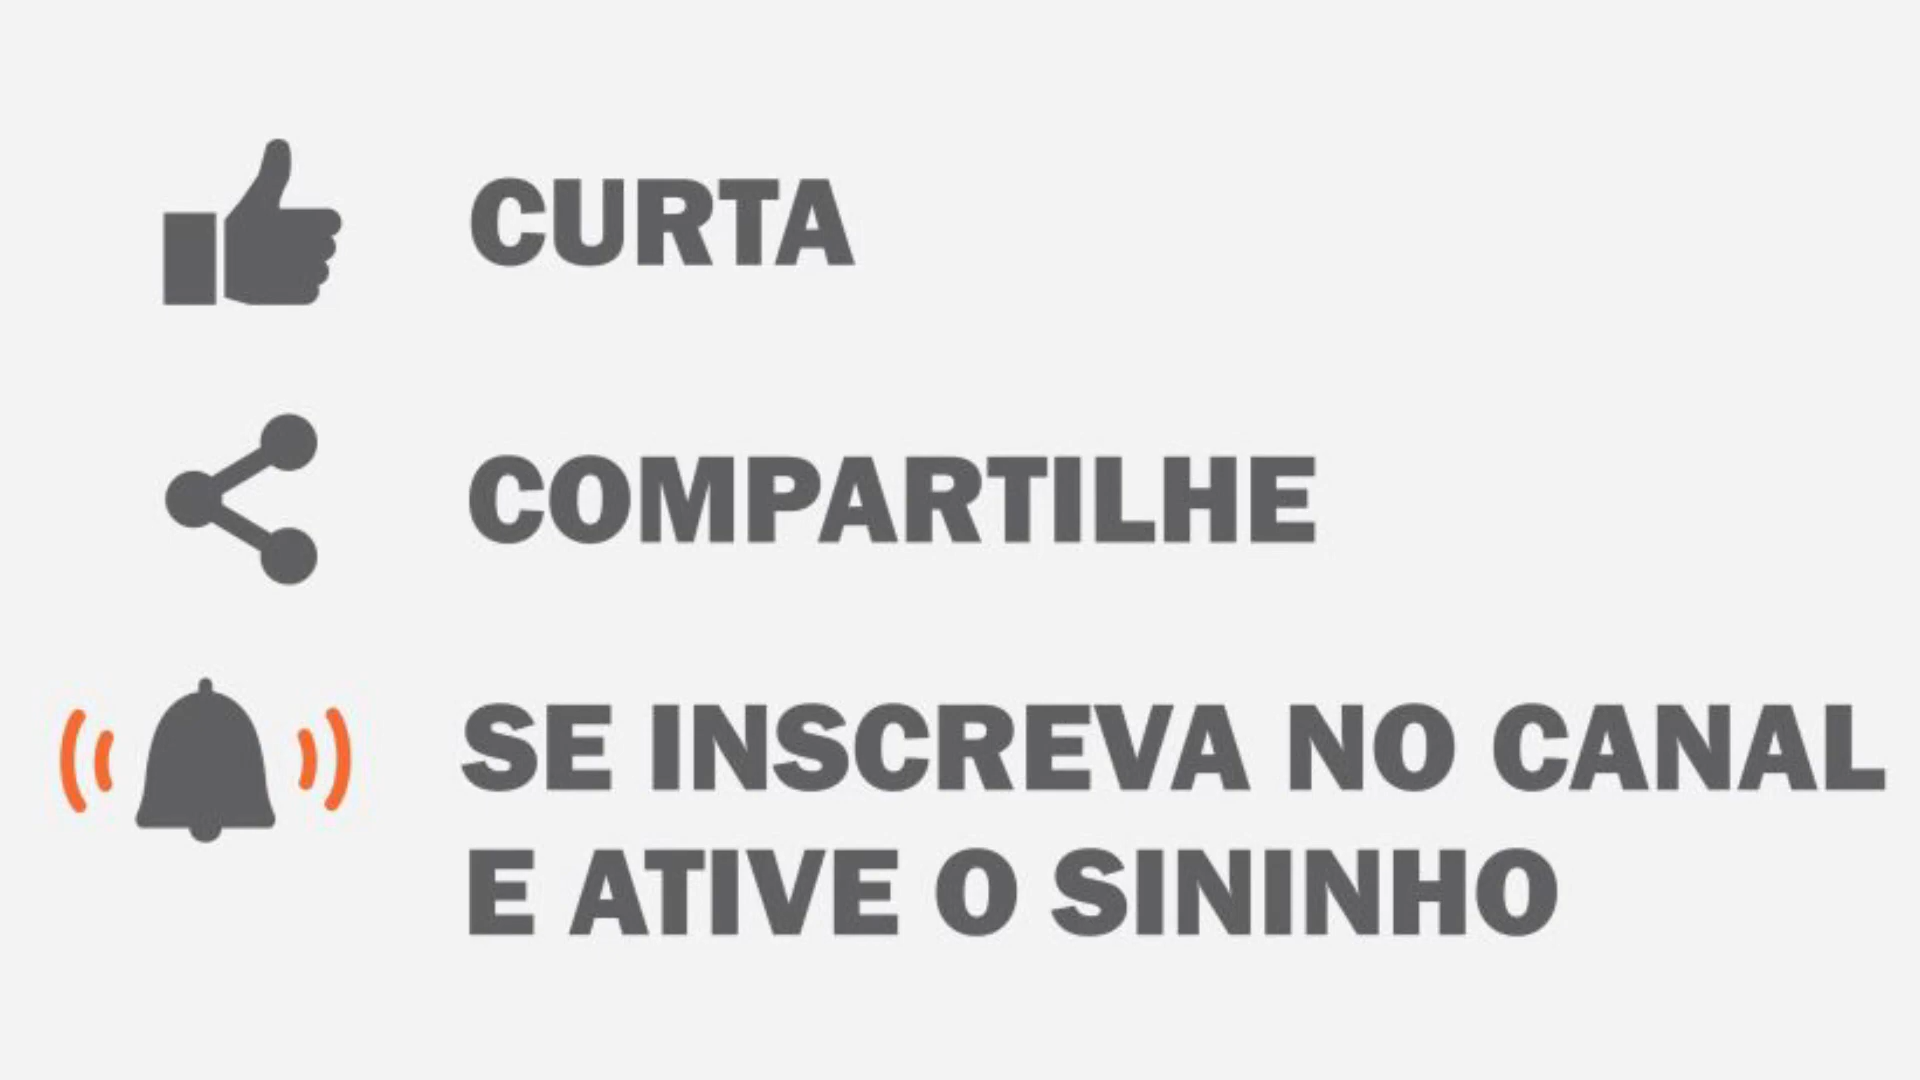 CURTA
COMPARTILHE
SE INSCREVA NO CANAL
E ATIVE O SININHO